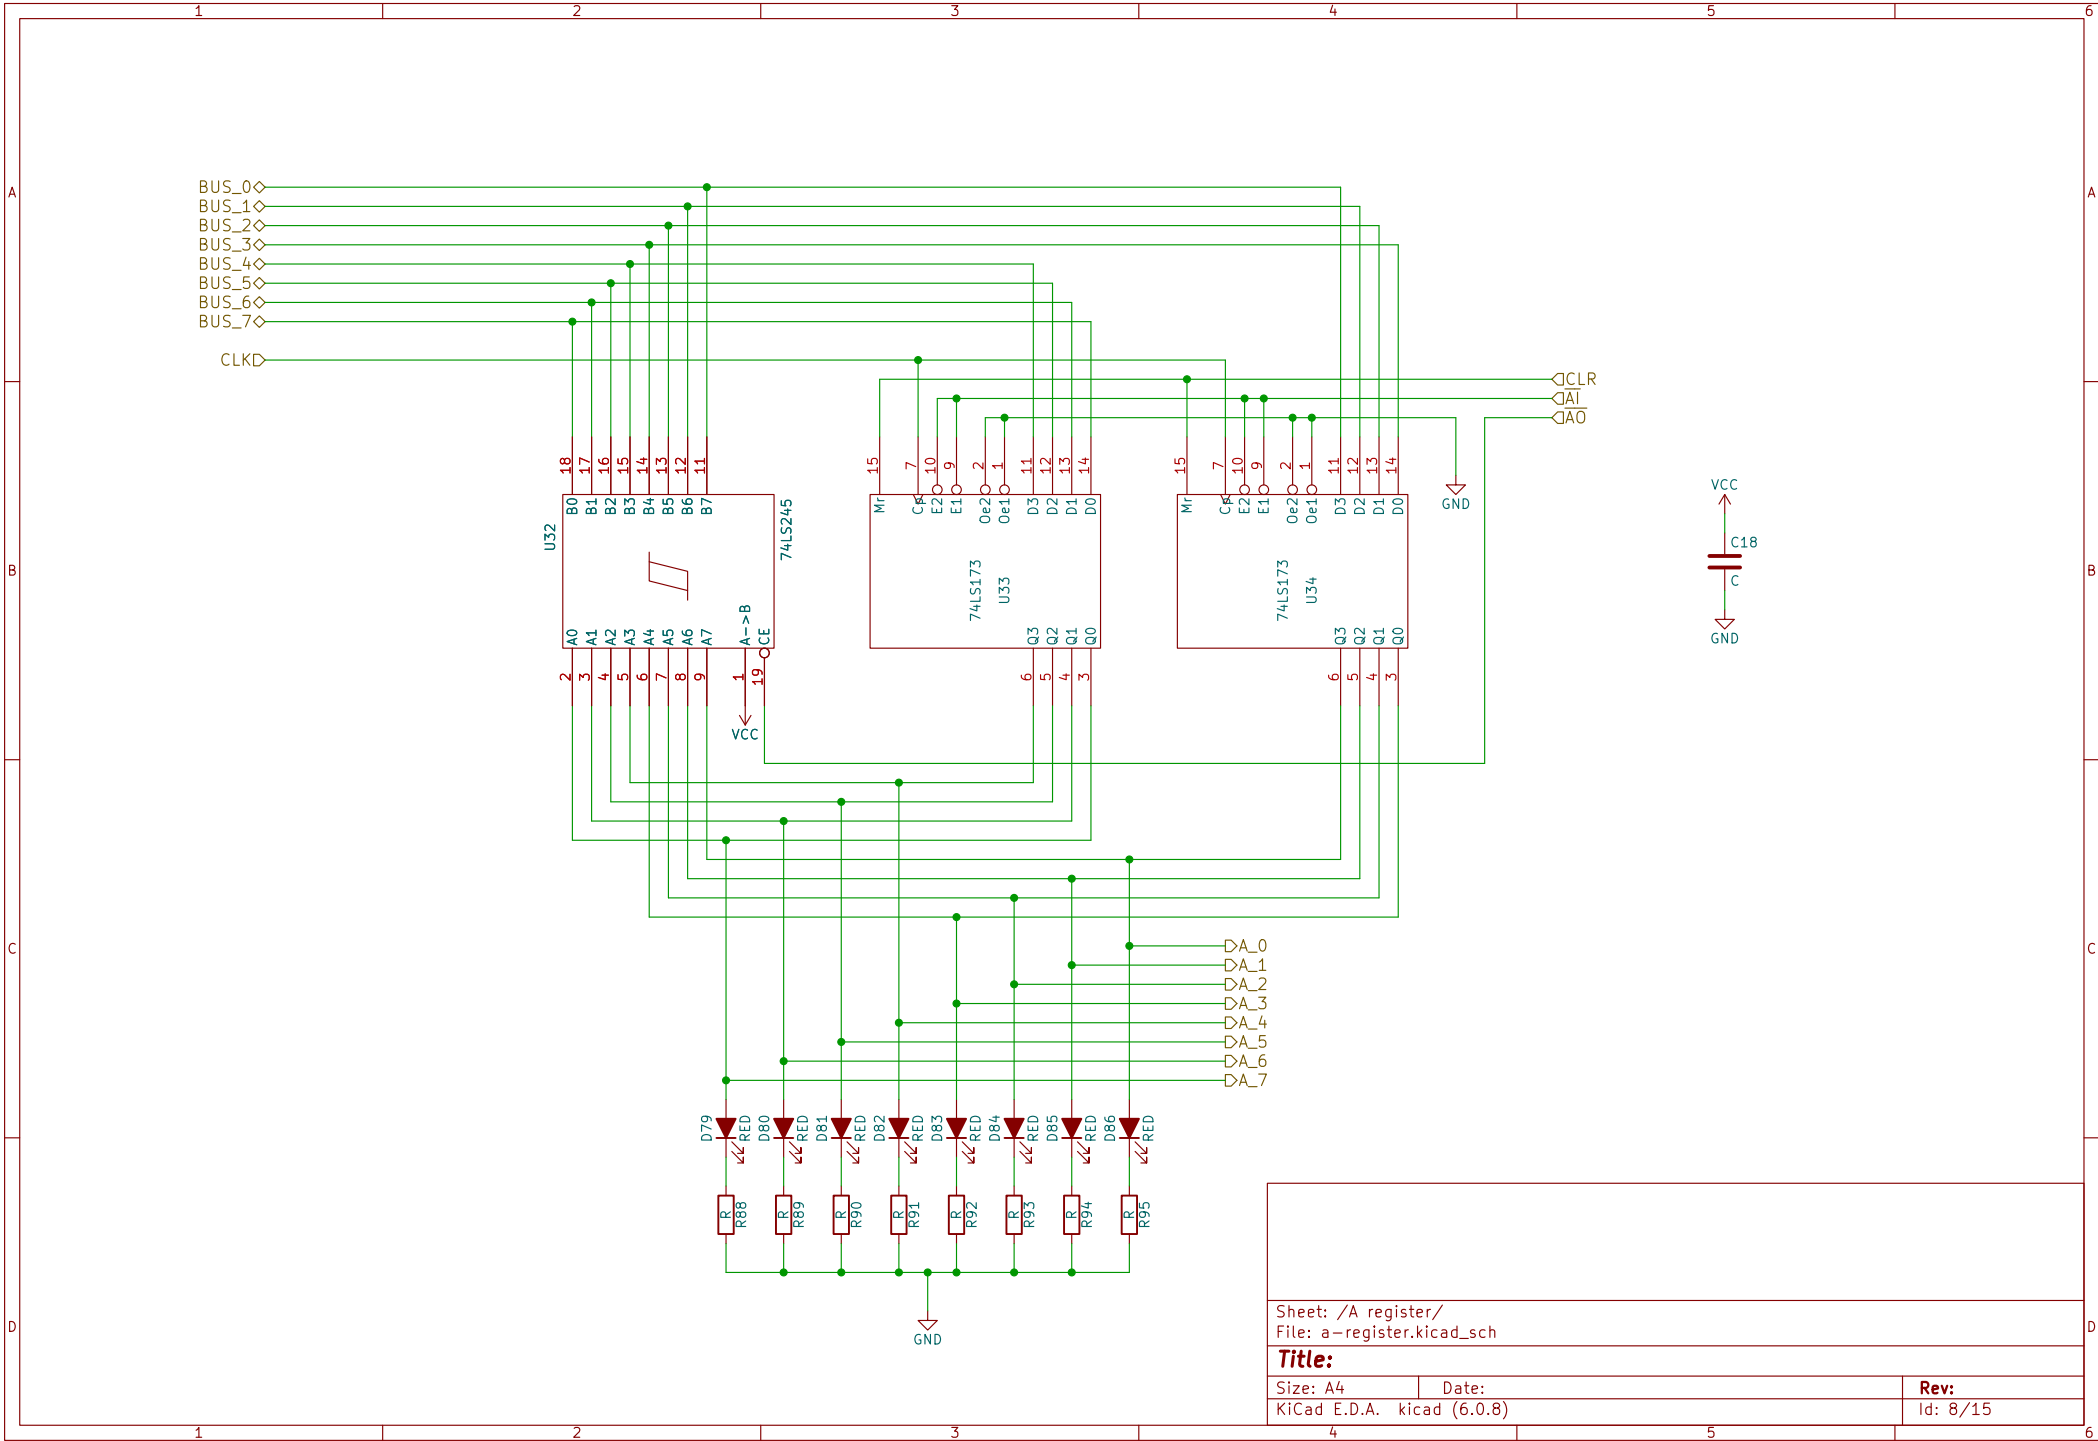 1 2 3 4 5 6
A A
BUS_0
BUS_1
BUS_2
BUS_3
BUS_4
BUS_5
BUS_6
BUS_7
CLK
CLR
AI
AO
18 17 16 15 14 13 12 11
15 7 10 9 2 1 11 12 13 14
15 7 10 9 2 1 11 12 13 14
B0 B1 B2 B3 B4 B5 B6 B7
Mr Cp E2 E1 Oe2 Oe1 D3 D2 D1 D0
Mr Cp E2 E1 Oe2 Oe1 D3 D2 D1 D0
GND
VCC
C18
C
GND
U32
74LS245
74LS173
U33
74LS173
U34
B B
A0 A1 A2 A3 A4 A5 A6 A7 A->B CE
Q3 Q2 Q1 Q0
Q3 Q2 Q1 Q0
2 3 4 5 6 7 8 9 1 19
6 5 4 3
6 5 4 3
VCC
C C
A_0
A_1
A_2
A_3
A_4
A_5
A_6
A_7
D79 RED D80 RED D81 RED D82 RED D83 RED D84 RED D85 RED D86 RED
R R88 R R89 R R90 R R91 R R92 R R93 R R94 R R95
GND
D D
Sheet: /A register/
File: a-register.kicad_sch
Title:
Size: A4 Date: Rev:
KiCad E.D.A. kicad (6.0.8) Id: 8/15
1 2 3 4 5 6